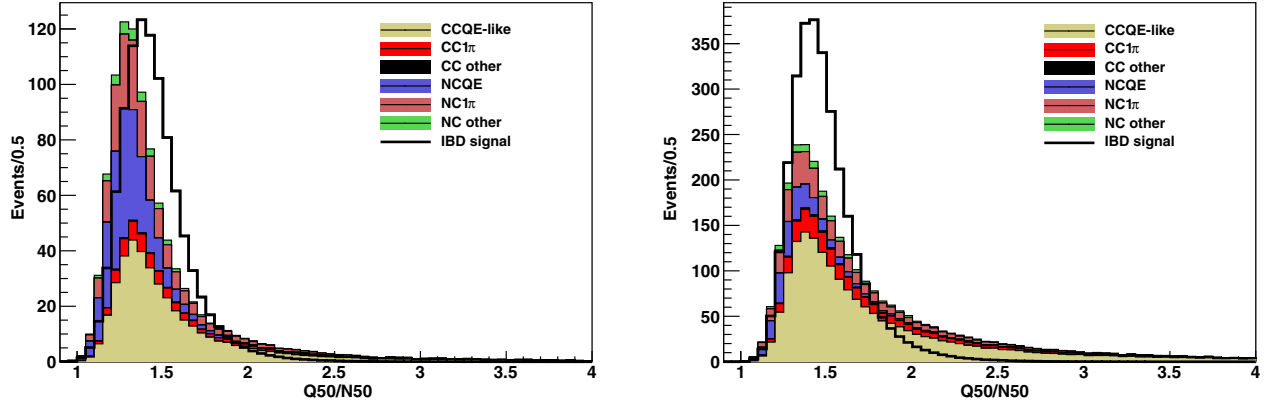 Events/0.5
120
100
80
60
40
20
0
1
1.5
2
2.5
3
3.5
4
Q50/N50
CCQE-like
CC1π
CC other
NCQE
NC1π
NC other
IBD signal
Events/0.5
350
300
250
200
150
100
50
0
1
1.5
2
2.5
3
3.5
4
Q50/N50
CCQE-like
CC1π
CC other
NCQE
NC1π
NC other
IBD signal